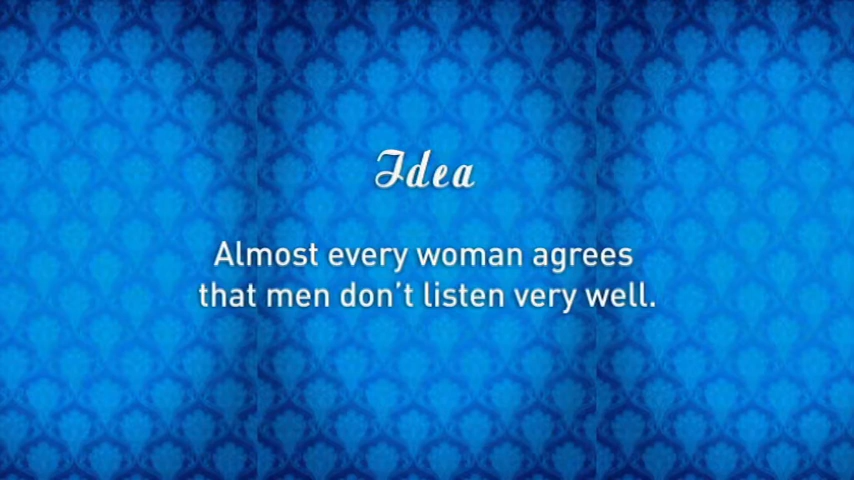 Idea
Almost every woman agrees
that men don’t listen very well.